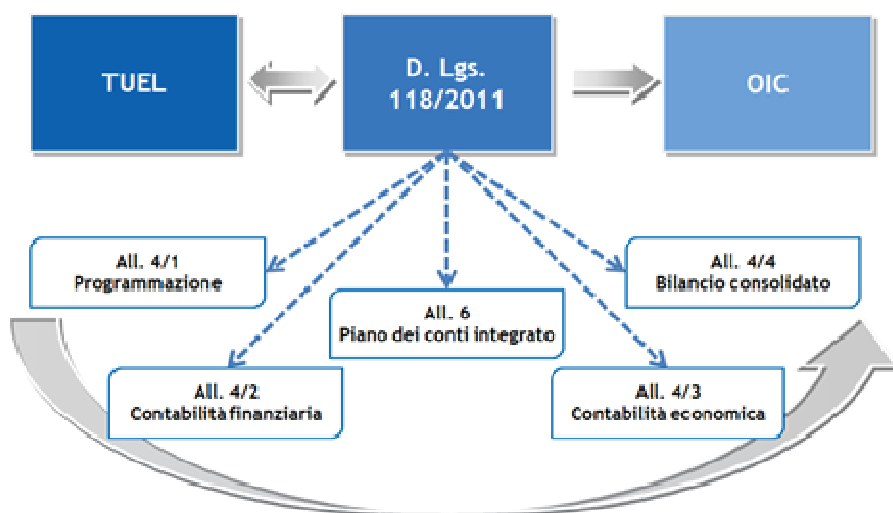 TUEL
D. Lgs.
118/2011
OIC
All. 4/1
Programmazione
All. 4/4
Bilancio consolidato
All. 6
Piano dei conti integrato
All. 4/2
Contabilità finanziaria
All. 4/3
Contabilità economica